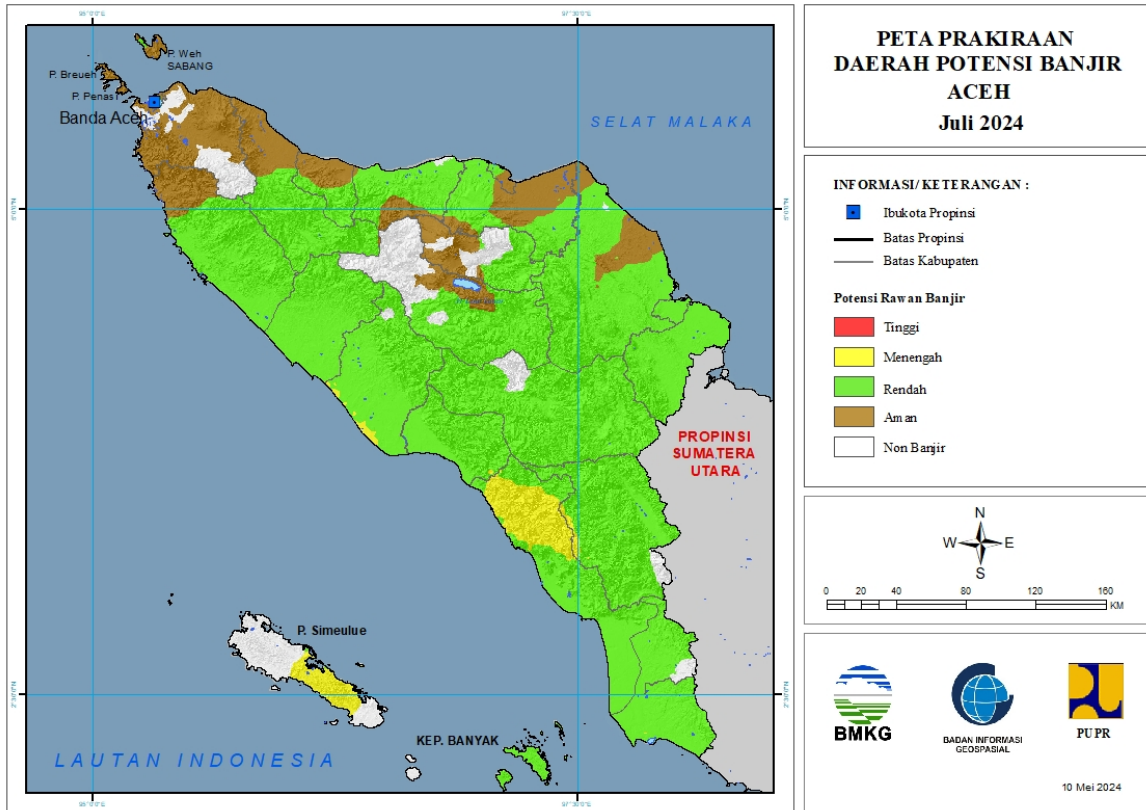 PETA PRAKIRAAN
DAERAH POTENSI BANJIR
ACEH
Juli 2024
INFORMASI/ KETERANGAN :
Ibukota Propinsi
Batas Propinsi
Batas Kabupaten
Potensi Rawan Banjir
Tinggi
Menengah
Rendah
Aman
Non Banjir
N
W E
S
0 20 40 80 120 160
KM
BMKG
BADAN INFORMASI
GEOSPASIAL
PUPR
10 Mei 2024
P. Weh
SABANG
P. Breueh
P. Penasi
Banda Aceh
SELAT MALAKA
PROPINSI
SUMATERA
UTARA
P. Simeulue
KEP. BANYAK
LAUTAN INDONESIA